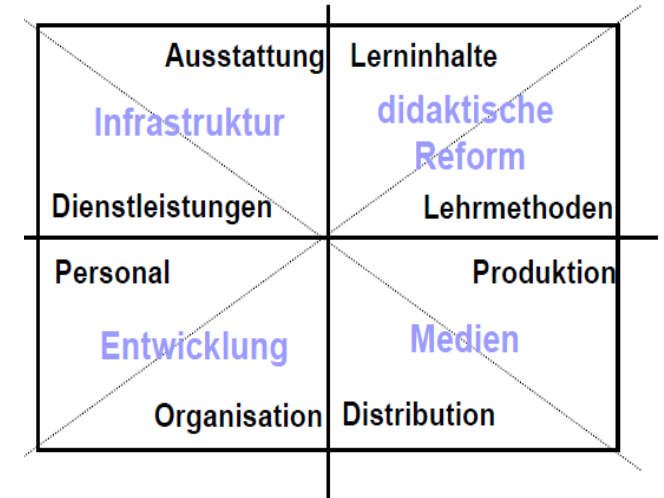 Ausstattung
Infrastruktur
Dienstleistungen
Lerninhalte
didaktische
Reform
Lehrmethoden
Personal
Entwicklung
Organisation
Produktion
Medien
Distribution